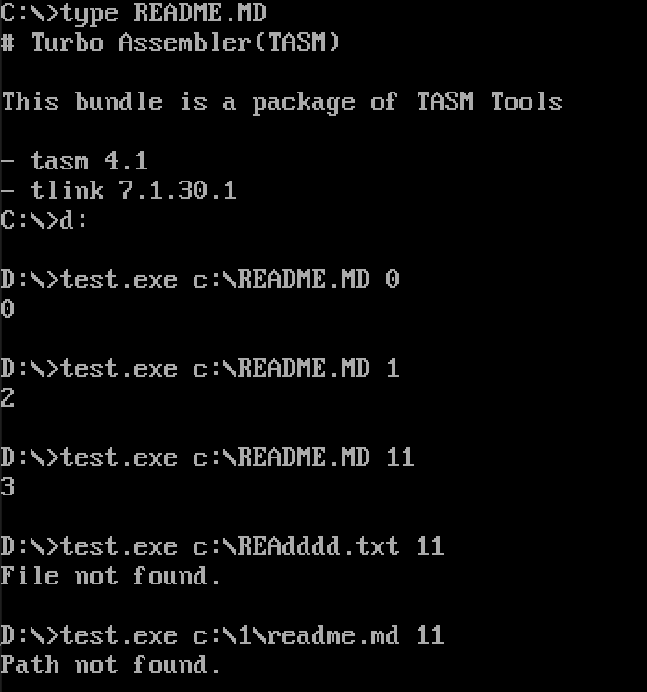 C:\>type README.MD
# Turbo Assembler(TASM)
This bundle is a package of TASM Tools
- tasm 4.1
- tlink 7.1.30.1
C:\>d:
D:\>test.exe c:\README.MD 0
0
D:\>test.exe c:\README.MD 1
2
D:\>test.exe c:\README.MD 11
3
D:\>test.exe c:\REAdddd.txt 11
File not found.
D:\>test.exe c:\1\readme.md 11
Path not found.